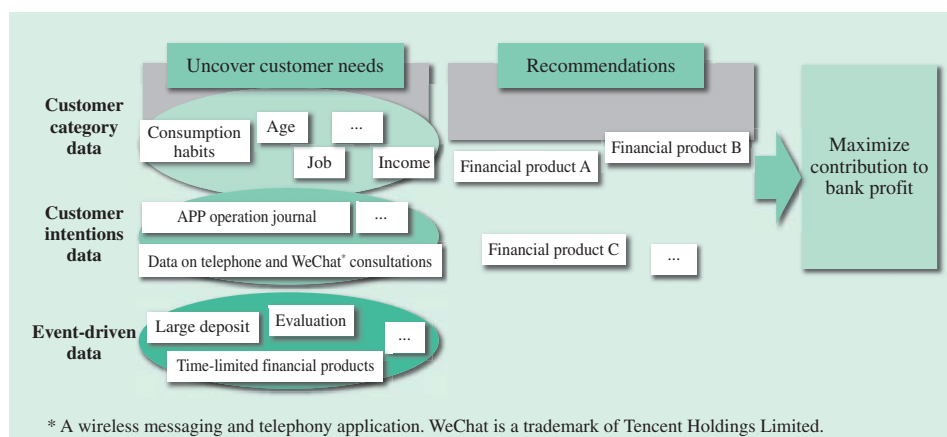 Uncover customer needs
Recommendations
Customer
category
data
Consumption
habits
Age
...
Job
Income
Financial product A
Financial product B
Maximize
contribution to
bank profit
Customer
intentions
data
APP operation journal
...
Data on telephone and WeChat* consultations
Financial product C
...
Event-driven
data
Large deposit
Evaluation
...
Time-limited financial products
* A wireless messaging and telephony application. WeChat is a trademark of Tencent Holdings Limited.